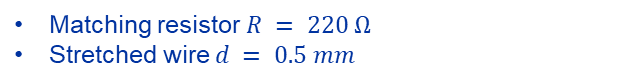 • Matching resistor R = 220 Ω
• Stretched wire d = 0.5 mm